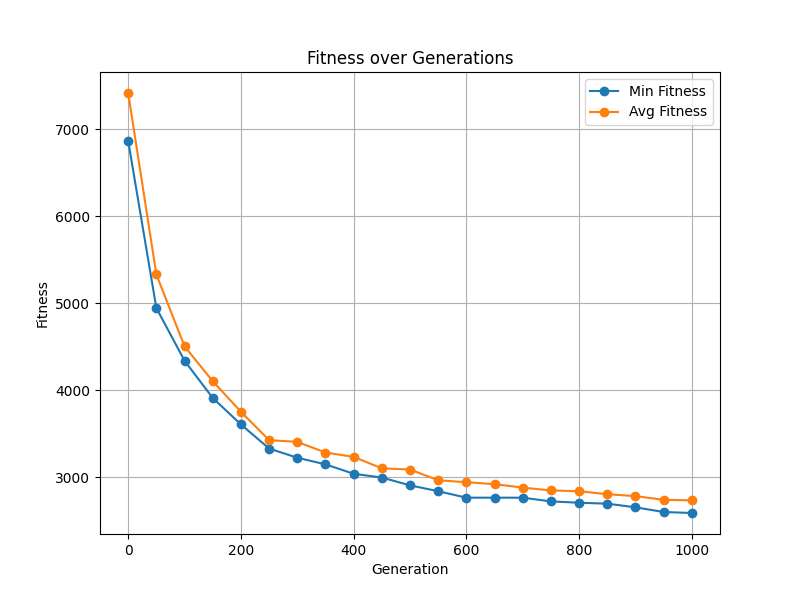 Fitness over Generations
Min Fitness
Avg Fitness
7000
6000
5000
4000
3000
Fitness
0 200 400 600 800 1000
Generation